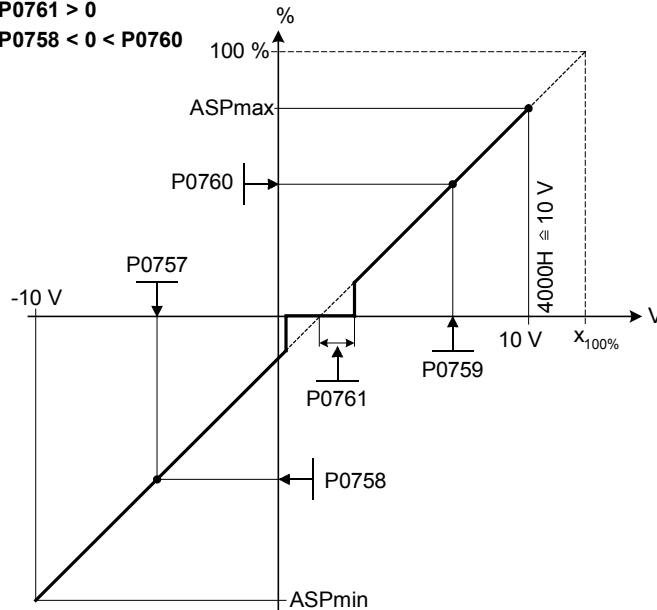 P0761 > 0
P0758 < 0 < P0760
%
100 %
ASPmax
P0760
4000H ≙ 10 V
P0757
-10 V
V
10 V
x100%
P0759
P0761
P0758
ASPmin